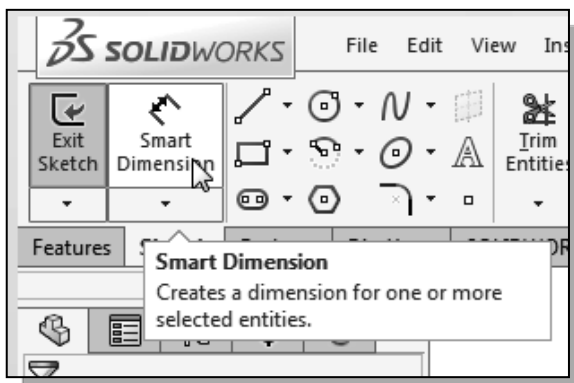 SOLIDWORKS File Edit View Ins
Exit Sketch
Smart Dimension
Trim Entities
Features
Smart Dimension
Creates a dimension for one or more
selected entities.